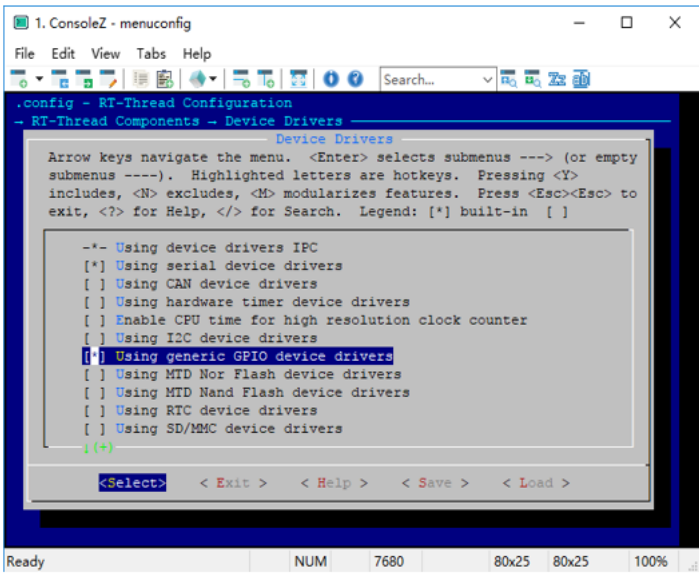 1. ConsoleZ - menuconfig
File Edit View Tabs Help
Search...
.config - RT-Thread Configuration
→ RT-Thread Components → Device Drivers
Device Drivers
Arrow keys navigate the menu. <Enter> selects submenus ---> (or empty
submenus ----). Highlighted letters are hotkeys. Pressing <Y>
includes, <N> excludes, <M> modularizes features. Press <Esc><Esc> to
exit, <?> for Help, </> for Search. Legend: [*] built-in [ ]
-*- Using device drivers IPC
[*] Using serial device drivers
[ ] Using CAN device drivers
[ ] Using hardware timer device drivers
[ ] Enable CPU time for high resolution clock counter
[ ] Using I2C device drivers
[*] Using generic GPIO device drivers
[ ] Using MTD Nor Flash device drivers
[ ] Using MTD Nand Flash device drivers
[ ] Using RTC device drivers
[ ] Using SD/MMC device drivers
↓(+)
<Select> < Exit > < Help > < Save > < Load >
Ready NUM 7680 80x25 80x25 100%